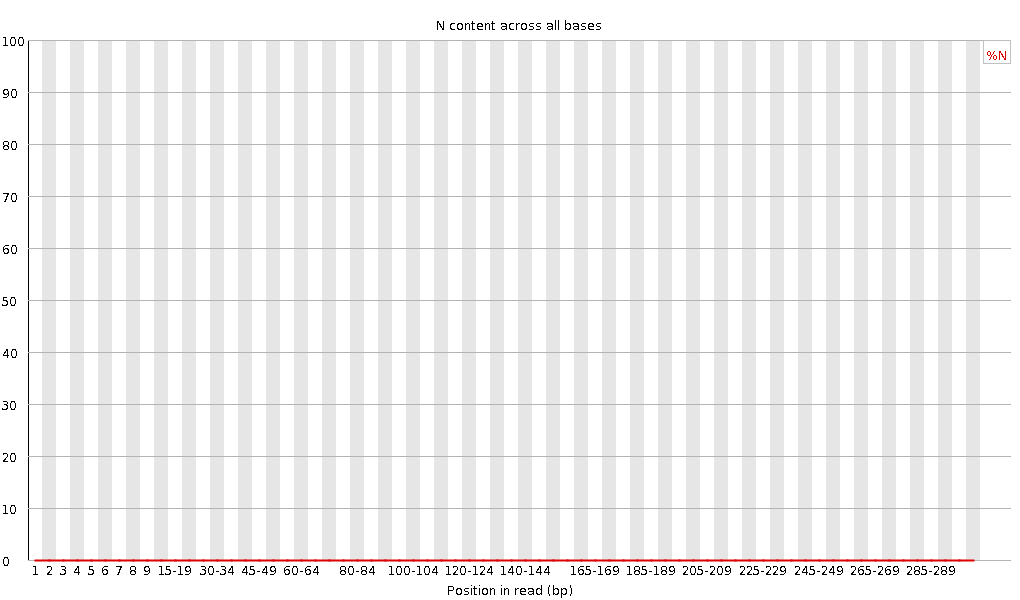 N content across all bases
%N
100
90
80
70
60
50
40
30
20
10
0
1 2 3 4 5 6 7 8 9 15-19 30-34 45-49 60-64 80-84 100-104 120-124 140-144 165-169 185-189 205-209 225-229 245-249 265-269 285-289
Position in read (bp)